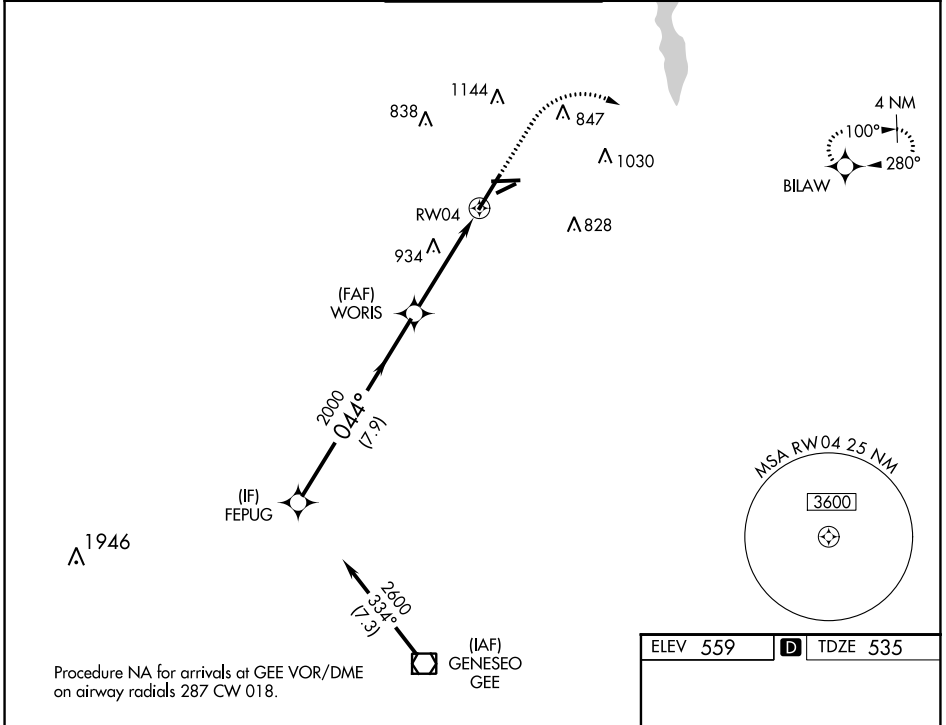 1144
838
847
4 NM
100°
1030
280°
BILAW
RW04
828
934
(FAF)
WORIS
2000
044°
(7.9)
MSA RW04 25 NM
(IF)
FEPUG
3600
1946
2600
334°
(7.3)
(IAF)
GENESEO
GEE
Procedure NA for arrivals at GEE VOR/DME
on airway radials 287 CW 018.
ELEV 559 D TDZE 535